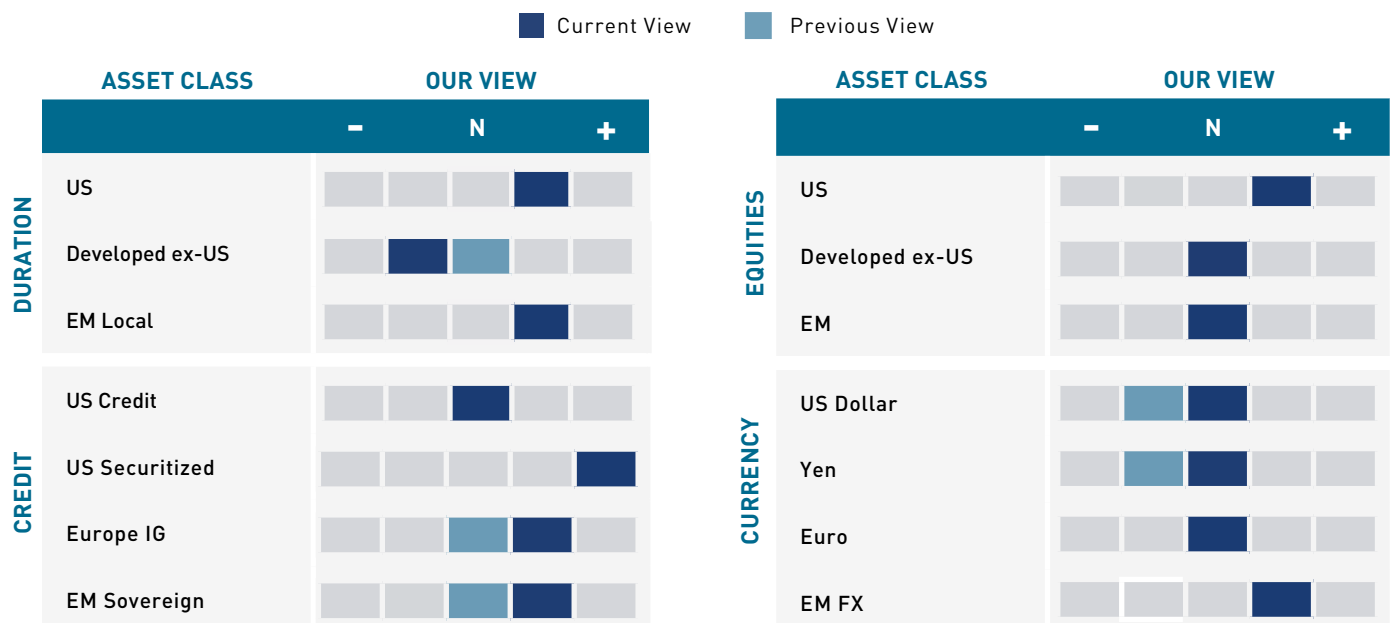 Current View
Previous View
ASSET CLASS
OUR VIEW
- N +
DURATION
US
Developed ex-US
EM Local
CREDIT
US Credit
US Securitized
Europe IG
EM Sovereign
ASSET CLASS
OUR VIEW
- N +
EQUITIES
US
Developed ex-US
EM
CURRENCY
US Dollar
Yen
Euro
EM FX